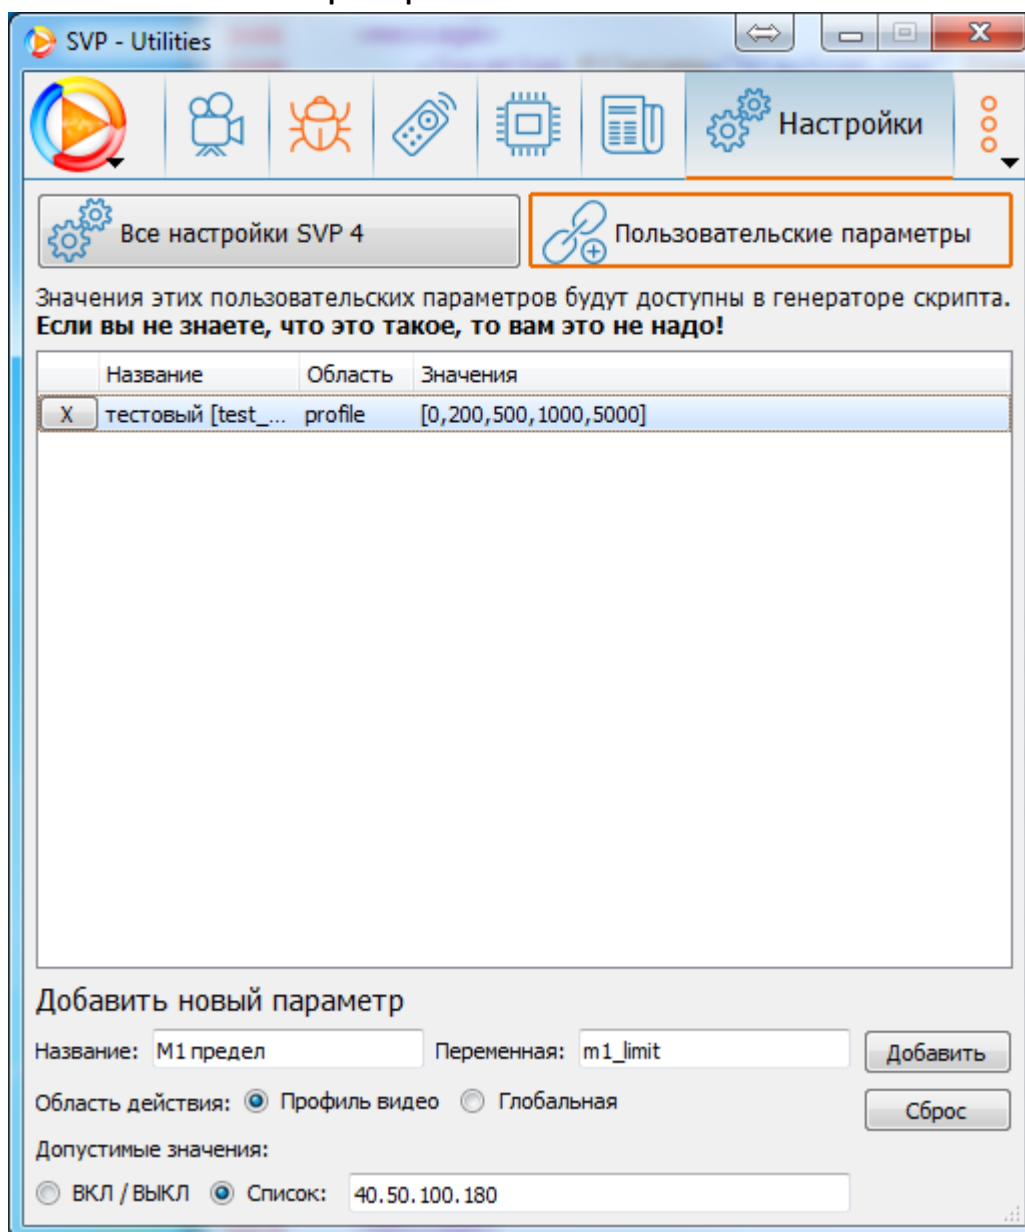 SVP - Utilities
Настройки
Все настройки SVP 4
Пользовательские параметры
Значения этих пользовательских параметров будут доступны в генераторе скрипта.
Если вы не знаете, что это такое, то вам это не надо!
Название Область Значения
X тестовый [test_... profile [0,200,500,1000,5000]
Добавить новый параметр
Название: М1 предел Переменная: m1_limit Добавить
Область действия: Профиль видео Глобальная Сброс
Допустимые значения:
ВКЛ / ВЫКЛ Список: 40.50.100.180